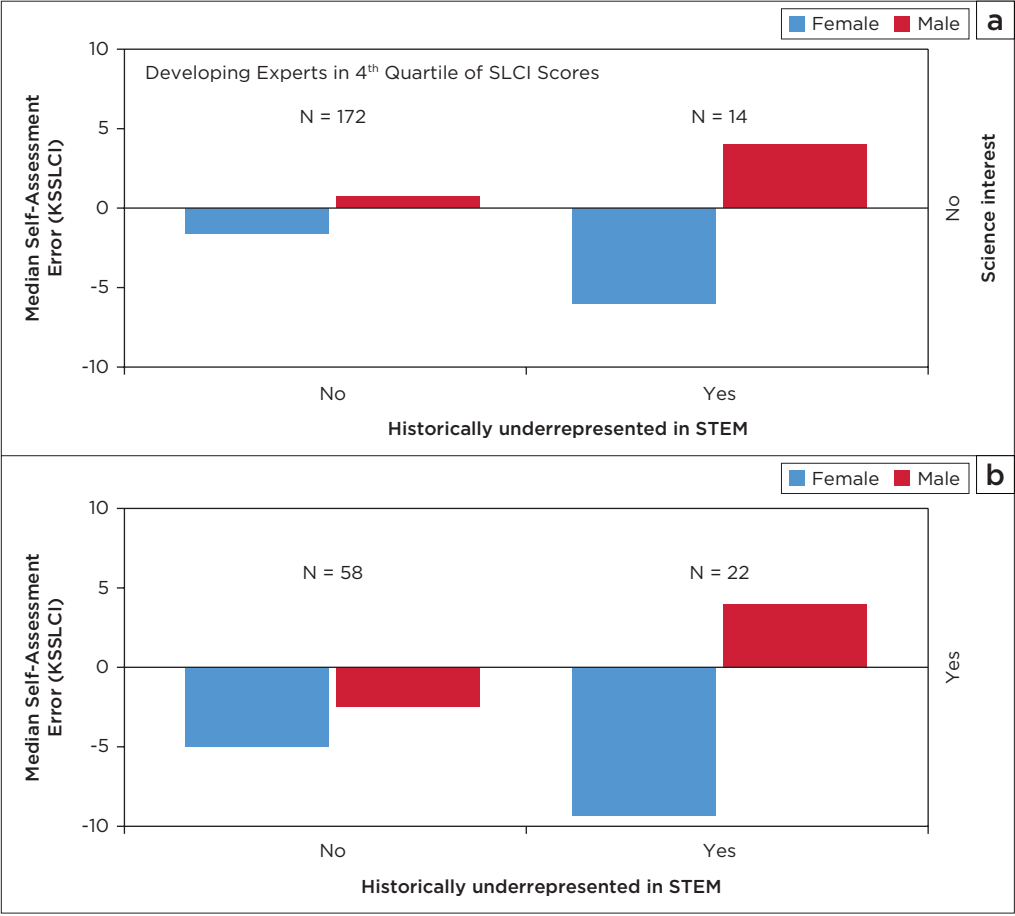 Female Male
a
Developing Experts in 4th Quartile of SLCI Scores
N = 172
N = 14
10
5
0
-5
-10
Median Self-Assessment
Error (KSSLCI)
No
Science interest
No
Yes
Historically underrepresented in STEM
Female Male
b
N = 58
N = 22
10
5
0
-5
-10
Median Self-Assessment
Error (KSSLCI)
Yes
No
Yes
Historically underrepresented in STEM